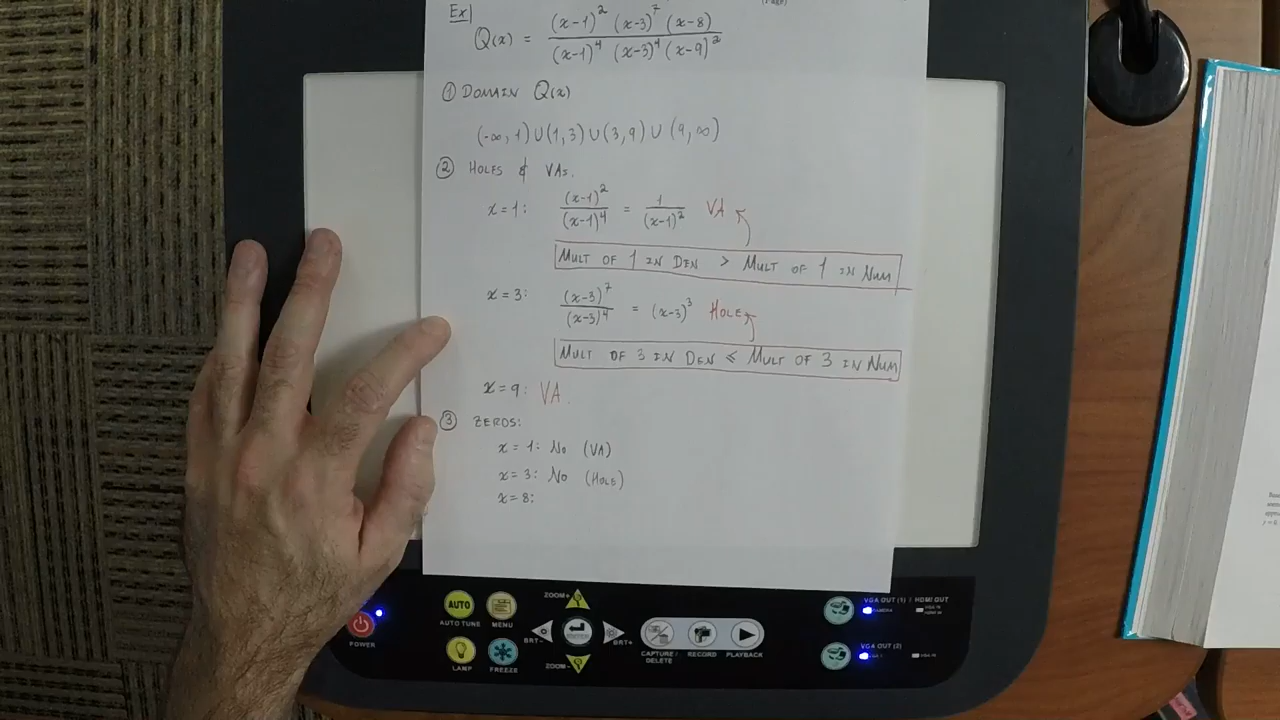 Ex
Q(x) = (x-1)² (x-3)⁷ (x-8) / (x-1)⁴ (x-3)⁴ (x-9)²
① DOMAIN Q(x)
(-∞, 1) ∪ (1, 3) ∪ (3, 9) ∪ (9, ∞)
② HOLES & VAs.
x = 1: (x-1)² / (x-1)⁴ = 1 / (x-1)² VA
MULT OF 1 IN DEN > MULT OF 1 IN NUM
x = 3: (x-3)⁷ / (x-3)⁴ = (x-3)³ HOLE
MULT OF 3 IN DEN ≤ MULT OF 3 IN NUM
x = 9: VA.
③ ZEROS:
x = 1: No (VA)
x = 3: No (HOLE)
x = 8:
ZOOM+
AUTO
AUTO TUNE
MENU
POWER
BRT-
BRT+
LAMP
FREEZE
ZOOM-
CAPTURE / DELETE
RECORD
PLAYBACK
VGA OUT (1) | HDMI OUT
CAMERA
VGA OUT (2)